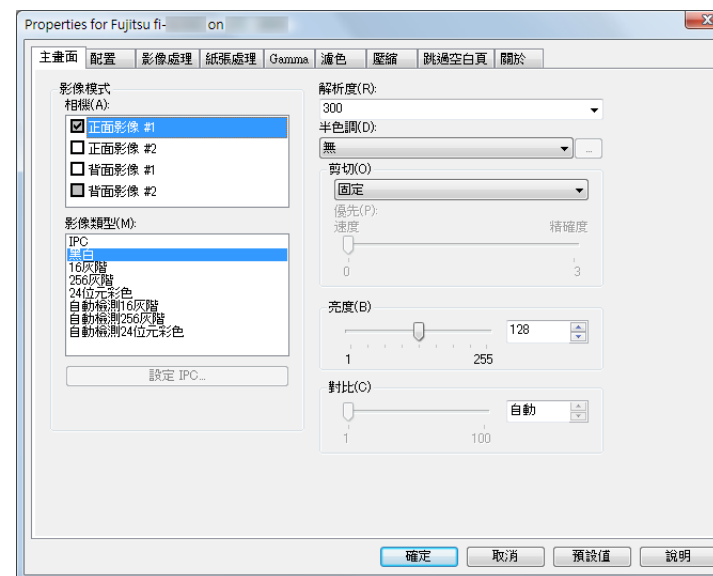 Properties for Fujitsu fi- on
主畫面 配置 影像處理 紙張處理 Gamma 濾色 壓縮 跳過空白頁 關於
影像模式
相機(A):
正面影像 #1
正面影像 #2
背面影像 #1
背面影像 #2
影像類型(M):
IPC
黑白
16灰階
256灰階
24位元彩色
自動檢測16灰階
自動檢測256灰階
自動檢測24位元彩色
設定 IPC...
解析度(R):
300
半色調(D):
無
...
剪切(O)
固定
優先(P):
速度 精確度
0 3
亮度(B)
128
1 255
對比(C)
自動
1 100
確定 取消 預設值 說明